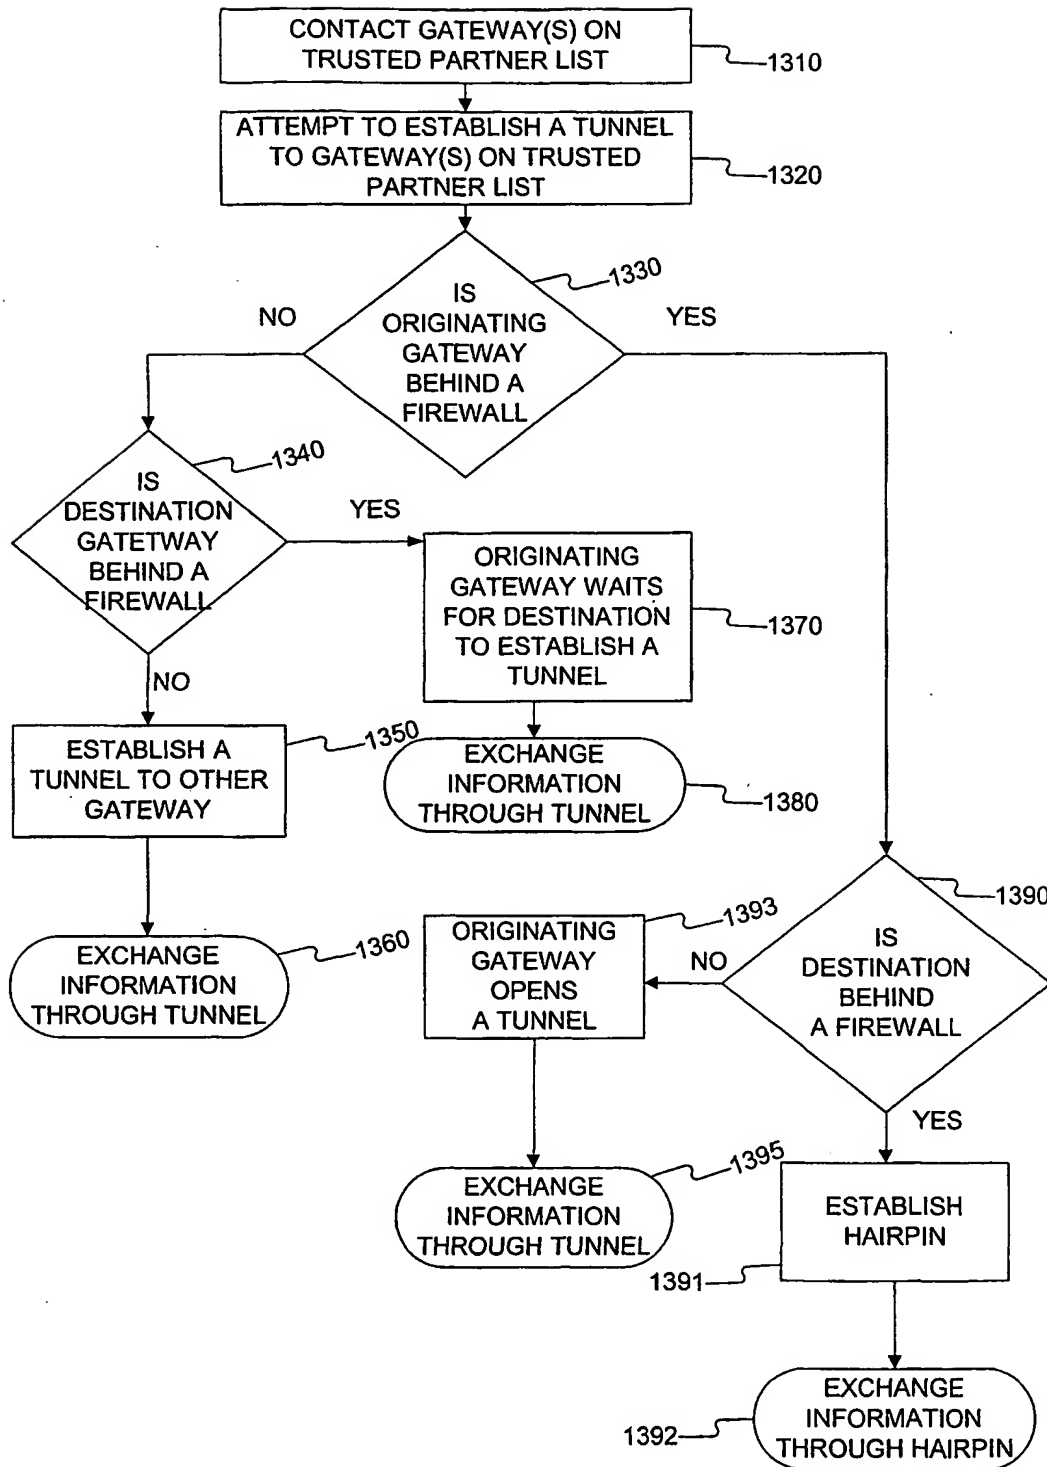 CONTACT GATEWAY(S) ON
TRUSTED PARTNER LIST
1310
ATTEMPT TO ESTABLISH A TUNNEL
TO GATEWAY(S) ON TRUSTED
PARTNER LIST
1320
IS
ORIGINATING
GATEWAY
BEHIND A
FIREWALL
1330
NO
YES
IS
DESTINATION
GATETWAY
BEHIND A
FIREWALL
1340
YES
NO
ORIGINATING
GATEWAY WAITS
FOR DESTINATION
TO ESTABLISH A
TUNNEL
1370
ESTABLISH A
TUNNEL TO OTHER
GATEWAY
1350
EXCHANGE
INFORMATION
THROUGH TUNNEL
1380
EXCHANGE
INFORMATION
THROUGH TUNNEL
1360
IS
DESTINATION
BEHIND
A FIREWALL
1390
NO
YES
ORIGINATING
GATEWAY
OPENS
A TUNNEL
1393
EXCHANGE
INFORMATION
THROUGH TUNNEL
1395
ESTABLISH
HAIRPIN
1391
EXCHANGE
INFORMATION
THROUGH HAIRPIN
1392